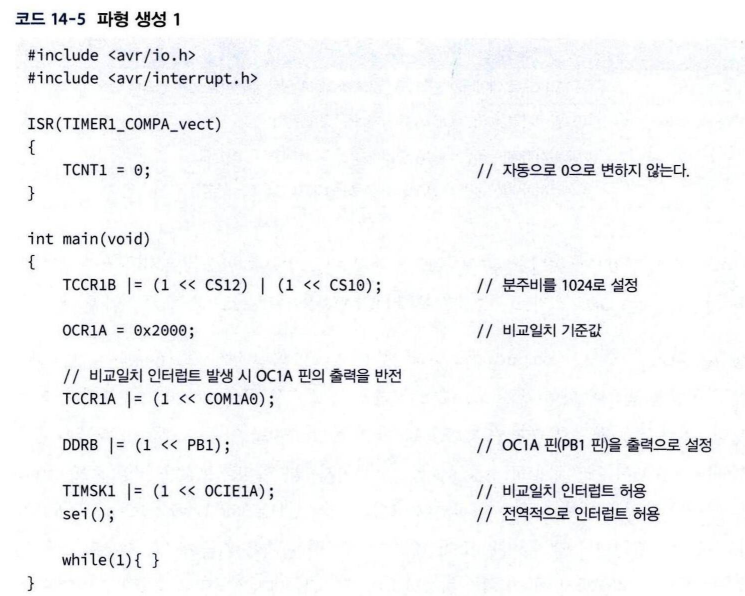 코드 14-5 파형 생성 1
#include <avr/io.h>
#include <avr/interrupt.h>
ISR(TIMER1_COMPA_vect)
{
TCNT1 = 0; // 자동으로 0으로 변하지 않는다.
}
int main(void)
{
TCCR1B |= (1 << CS12) | (1 << CS10); // 분주비를 1024로 설정
OCR1A = 0x2000; // 비교일치 기준값
// 비교일치 인터럽트 발생 시 OC1A 핀의 출력을 반전
TCCR1A |= (1 << COM1A0);
DDRB |= (1 << PB1); // OC1A 핀(PB1 핀)을 출력으로 설정
TIMSK1 |= (1 << OCIE1A); // 비교일치 인터럽트 허용
sei(); // 전역적으로 인터럽트 허용
while(1){ }
}